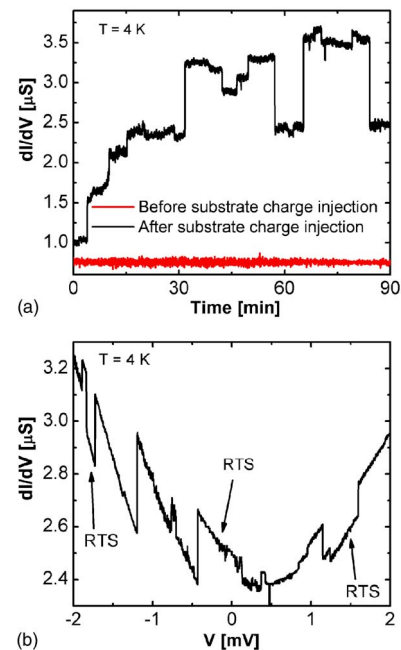 T = 4 K
3.5
3.0
2.5
2.0
1.5
1.0
dI/dV [µS]
Before substrate charge injection
After substrate charge injection
0
30
60
90
Time [min]
(a)
T = 4 K
3.2
3.0
2.8
2.6
2.4
dI/dV [µS]
RTS
RTS
RTS
-2
-1
0
1
2
V [mV]
(b)